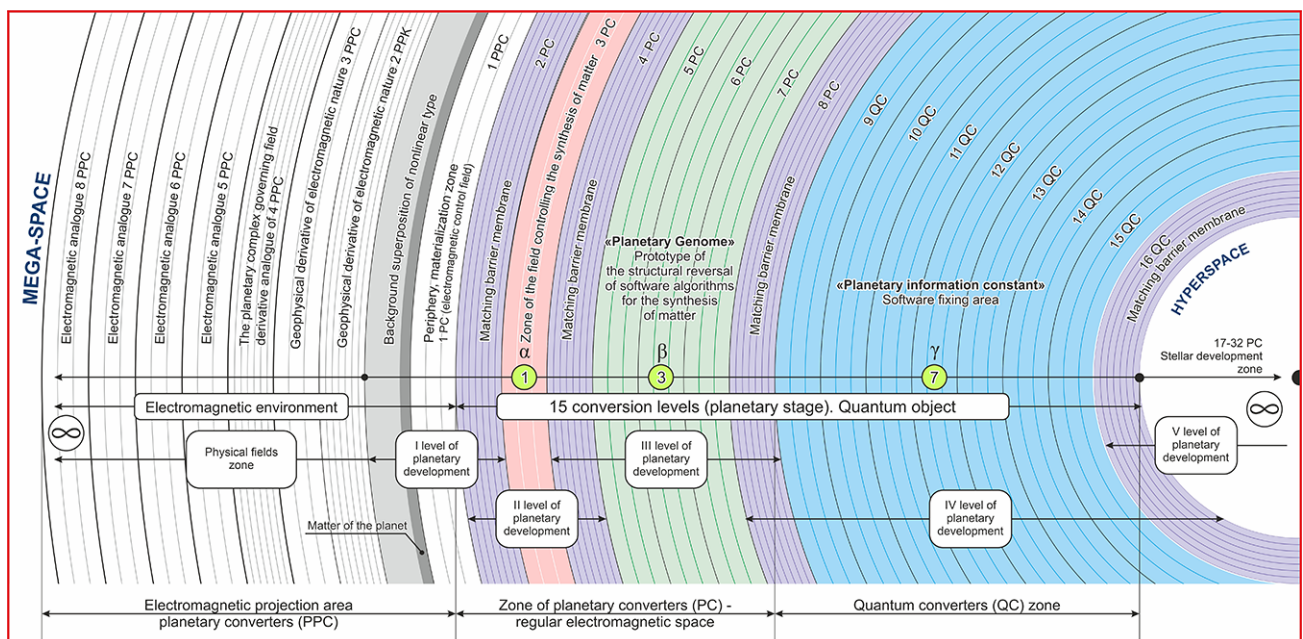 MEGA-SPACE
Electromagnetic analogue 8 PPC
Electromagnetic analogue 7 PPC
Electromagnetic analogue 6 PPC
Electromagnetic analogue 5 PPC
The planetary complex governing field
derivative analogue of 4 PPC
Geophysical derivative of electromagnetic nature 3 PPC
Geophysical derivative of electromagnetic nature 2 PPK
Background superposition of nonlinear type
1 PPC
Periphery, materialization zone
1 PC (electromagnetic control field)
2 PC
Matching barrier membrane
Zone of the field controlling the synthesis of matter 3 PC
4 PC
Matching barrier membrane
5 PC
6 PC
7 PC
«Planetary Genome»
Prototype of
the structural reversal
of software algorithms
for the synthesis
of matter
8 PC
Matching barrier membrane
9 QC
10 QC
11 QC
12 QC
13 QC
14 QC
15 QC
«Planetary information constant»
Software fixing area
16 QC
Matching barrier membrane
HYPERSPACE
17-32 PC
Stellar development
zone
α
1
β
3
γ
7
Electromagnetic environment
15 conversion levels (planetary stage). Quantum object
∞
∞
Physical fields
zone
I level of
planetary
development
III level of
planetary
development
V level of
planetary
development
II level of
planetary
development
IV level of
planetary
development
Matter of the planet
Electromagnetic projection area
planetary converters (PPC)
Zone of planetary converters (PC) -
regular electromagnetic space
Quantum converters (QC) zone